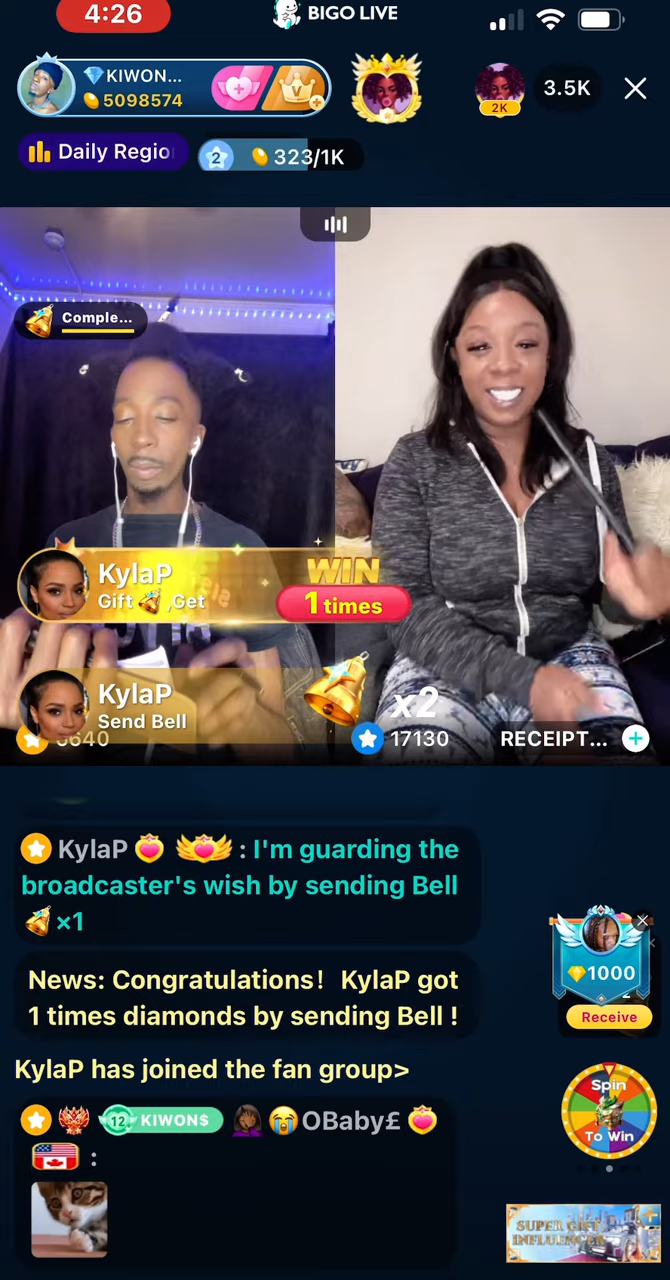 4:26
BIGO LIVE
KIWON...
5098574
2K
3.5K
Daily Regio
2
323/1K
Comple...
KylaP
Gift ,Get
WIN
1 times
KylaP
Send Bell
x2
6640
17130
RECEIPT...
KylaP : I'm guarding the
broadcaster's wish by sending Bell
×1
News: Congratulations! KylaP got
1 times diamonds by sending Bell !
KylaP has joined the fan group>
12 KIWON$ OBaby£
:
1000
Receive
Spin
To Win
SUPER GIFT
INFLUENCER